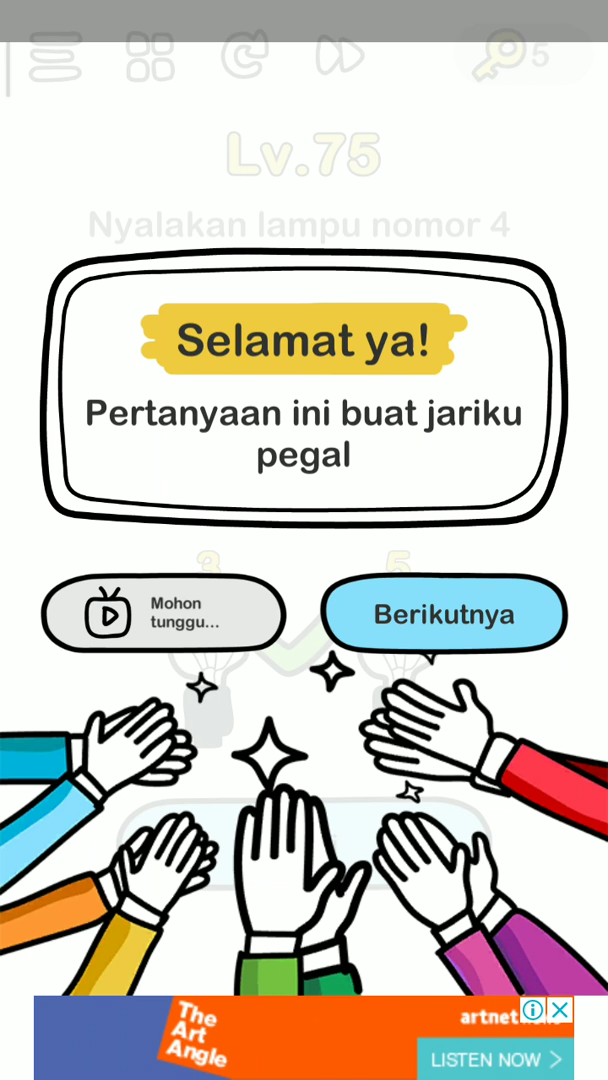 5
Lv.75
Nyalakan lampu nomor 4
Selamat ya!
Pertanyaan ini buat jariku
pegal
3
5
Mohon
tunggu...
Berikutnya
The
Art
Angle
LISTEN NOW